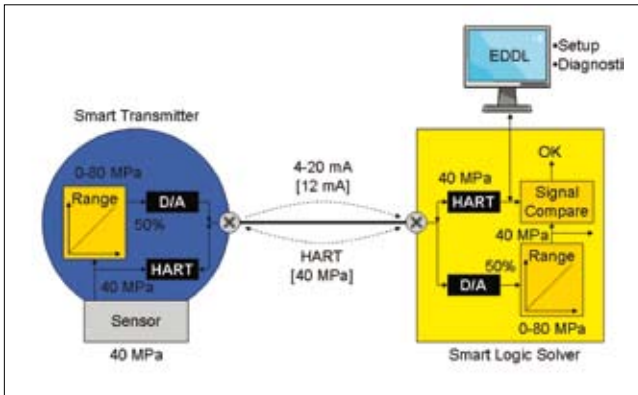 EDDL
•Setup
•Diagnosti
Smart Transmitter
0-80 MPa
Range
D/A
50%
HART
40 MPa
Sensor
40 MPa
4-20 mA
[12 mA]
HART
[40 MPa]
OK
40 MPa
HART
Signal
Compare
40 MPa
50%
Range
D/A
0-80 MPa
Smart Logic Solver